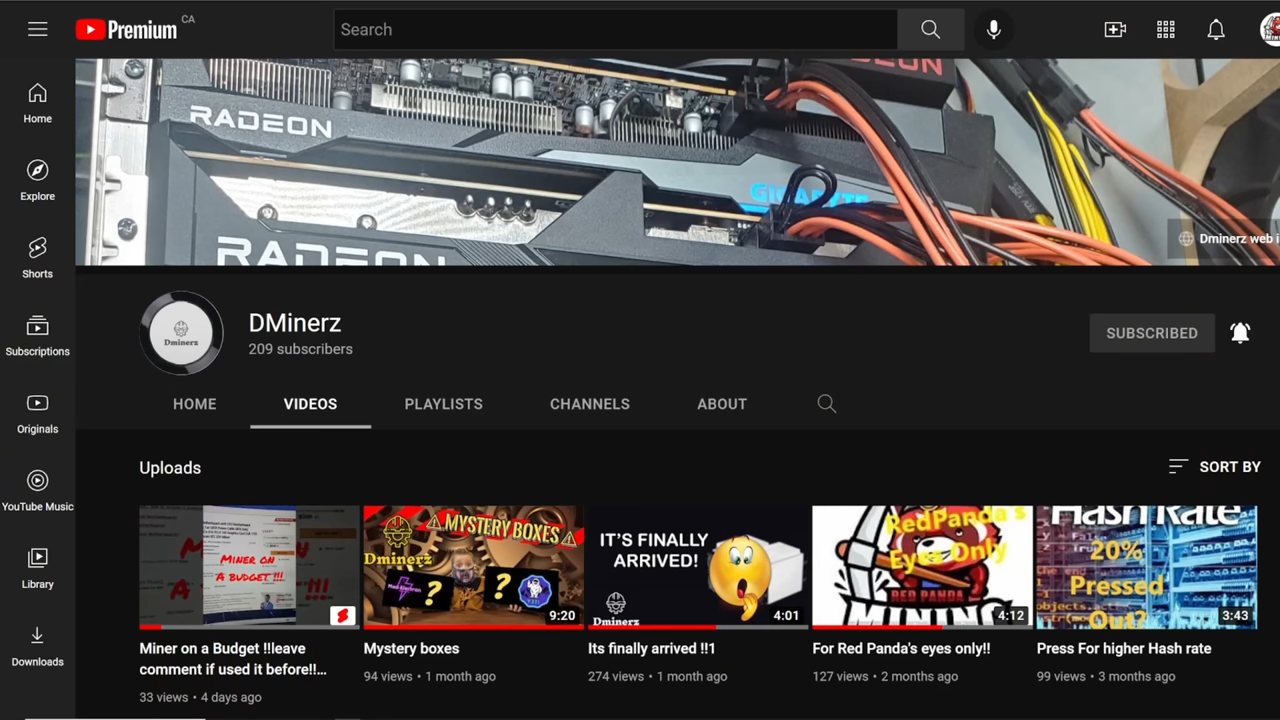 Premium CA
Search
Home
Explore
Shorts
Subscriptions
Originals
YouTube Music
Library
Downloads
RADEON
RADEON
GIGABYTE
RADEON
Dminerz web i
Dminerz
DMinerz
209 subscribers
SUBSCRIBED
HOME
VIDEOS
PLAYLISTS
CHANNELS
ABOUT
Uploads
SORT BY
MINER ON
A BUDGET !!!
Miner on a Budget !!leave
comment if used it before!!...
33 views • 4 days ago
MYSTERY BOXES
Dminerz
?
?
9:20
Mystery boxes
94 views • 1 month ago
IT'S FINALLY
ARRIVED!
Dminerz
4:01
Its finally arrived !!1
274 views • 1 month ago
RedPanda's
Eyes Only
RED PANDA
4:12
For Red Panda's eyes only!!
127 views • 2 months ago
Hash Rate
20%
Pressed
Out?
3:43
Press For higher Hash rate
99 views • 3 months ago